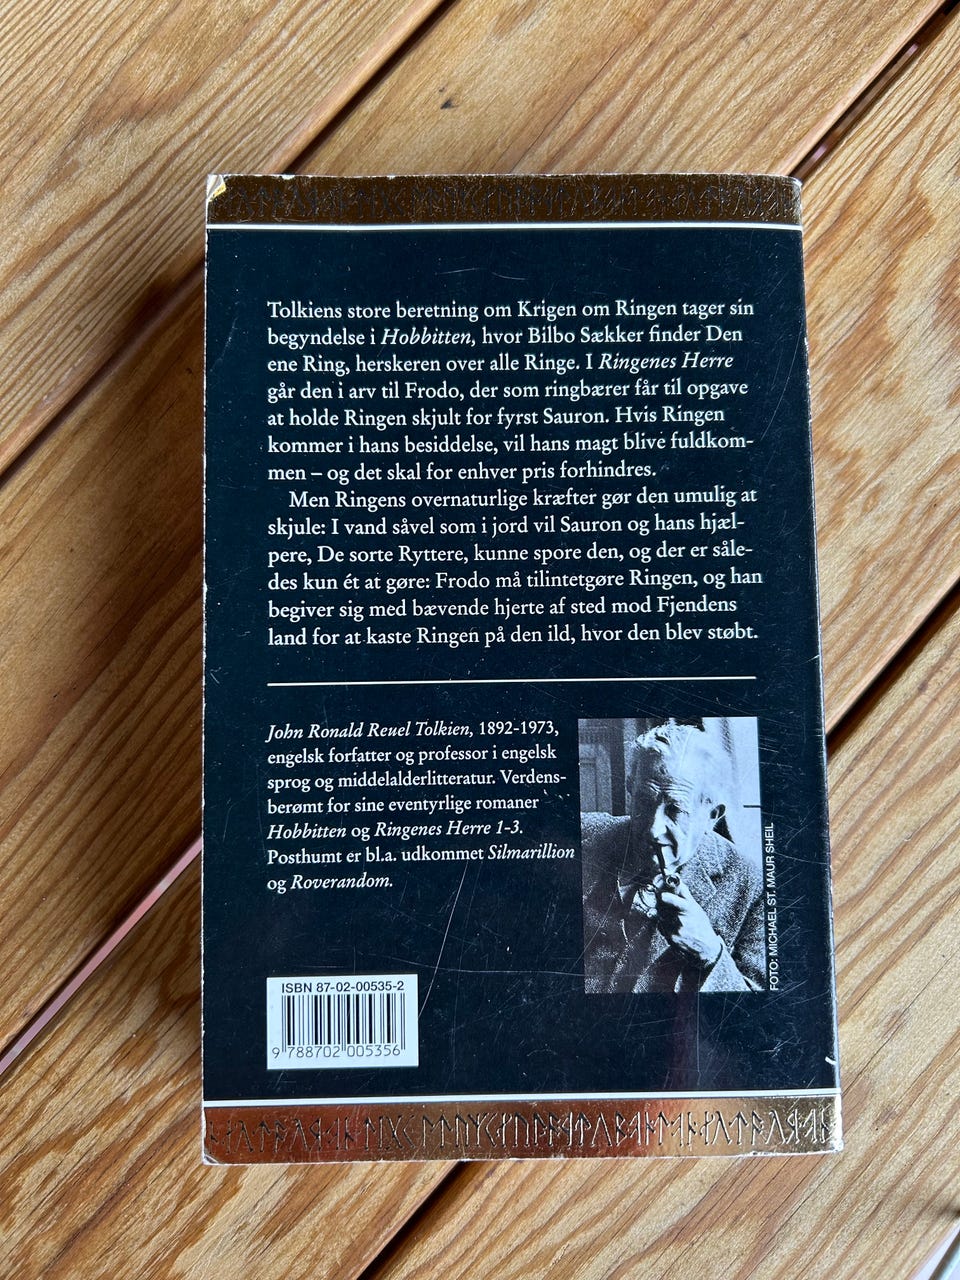 Tolkiens store beretning om Krigen om Ringen tager sin
begyndelse i Hobbitten, hvor Bilbo Sækker finder Den
ene Ring, herskeren over alle Ringe. I Ringenes Herre
går den i arv til Frodo, der som ringbærer får til opgave
at holde Ringen skjult for fyrst Sauron. Hvis Ringen
kommer i hans besiddelse, vil hans magt blive fuldkom-
men – og det skal for enhver pris forhindres.
Men Ringens overnaturlige kræfter gør den umulig at
skjule: I vand såvel som i jord vil Sauron og hans hjæl-
pere, De sorte Ryttere, kunne spore den, og der er såle-
des kun ét at gøre: Frodo må tilintetgøre Ringen, og han
begiver sig med bævende hjerte af sted mod Fjendens
land for at kaste Ringen på den ild, hvor den blev støbt.
John Ronald Reuel Tolkien, 1892-1973,
engelsk forfatter og professor i engelsk
sprog og middelalderlitteratur. Verdens-
berømt for sine eventyrlige romaner
Hobbitten og Ringenes Herre 1-3.
Posthumt er bl.a. udkommet Silmarillion
og Roverandom.
FOTO: MICHAEL ST. MAUR SHEIL
ISBN 87-02-00535-2
9 788702 005356